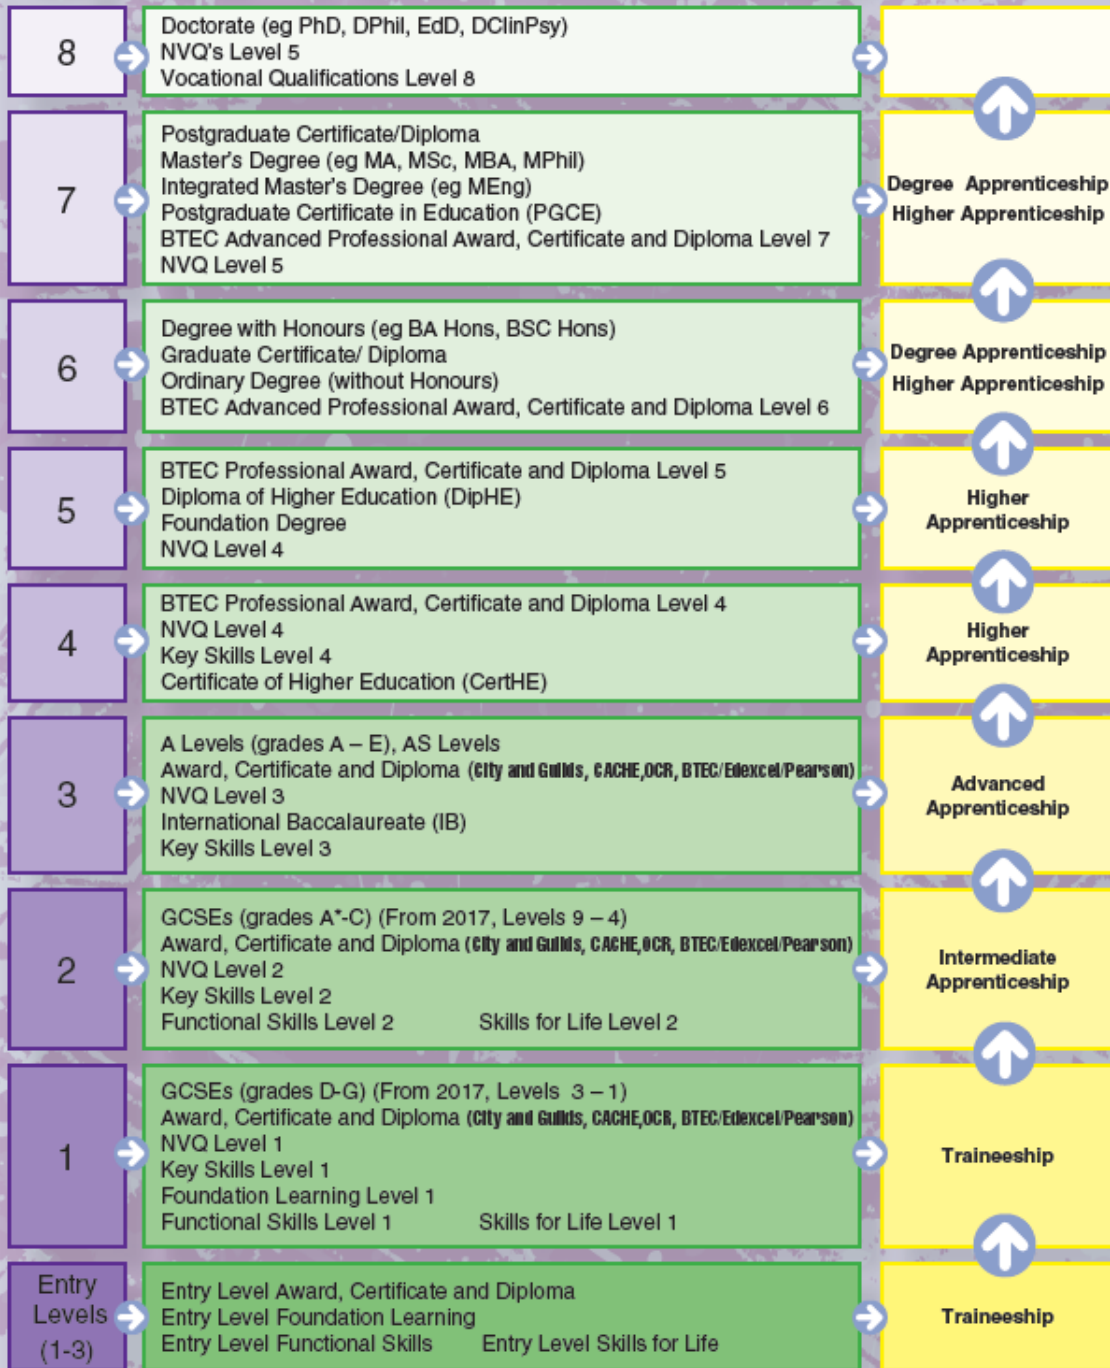 8
Doctorate (eg PhD, DPhil, EdD, DClinPsy)
NVQ's Level 5
Vocational Qualifications Level 8
7
Postgraduate Certificate/Diploma
Master's Degree (eg MA, MSc, MBA, MPhil)
Integrated Master's Degree (eg MEng)
Postgraduate Certificate in Education (PGCE)
BTEC Advanced Professional Award, Certificate and Diploma Level 7
NVQ Level 5
Degree Apprenticeship
Higher Apprenticeship
6
Degree with Honours (eg BA Hons, BSC Hons)
Graduate Certificate/ Diploma
Ordinary Degree (without Honours)
BTEC Advanced Professional Award, Certificate and Diploma Level 6
Degree Apprenticeship
Higher Apprenticeship
5
BTEC Professional Award, Certificate and Diploma Level 5
Diploma of Higher Education (DipHE)
Foundation Degree
NVQ Level 4
Higher
Apprenticeship
4
BTEC Professional Award, Certificate and Diploma Level 4
NVQ Level 4
Key Skills Level 4
Certificate of Higher Education (CertHE)
Higher
Apprenticeship
3
A Levels (grades A – E), AS Levels
Award, Certificate and Diploma (City and Guilds, CACHE,OCR, BTEC/Edexcel/Pearson)
NVQ Level 3
International Baccalaureate (IB)
Key Skills Level 3
Advanced
Apprenticeship
2
GCSEs (grades A*-C) (From 2017, Levels 9 – 4)
Award, Certificate and Diploma (City and Guilds, CACHE,OCR, BTEC/Edexcel/Pearson)
NVQ Level 2
Key Skills Level 2
Functional Skills Level 2 Skills for Life Level 2
Intermediate
Apprenticeship
1
GCSEs (grades D-G) (From 2017, Levels 3 – 1)
Award, Certificate and Diploma (City and Guilds, CACHE,OCR, BTEC/Edexcel/Pearson)
NVQ Level 1
Key Skills Level 1
Foundation Learning Level 1
Functional Skills Level 1 Skills for Life Level 1
Traineeship
Entry
Levels
(1-3)
Entry Level Award, Certificate and Diploma
Entry Level Foundation Learning
Entry Level Functional Skills Entry Level Skills for Life
Traineeship